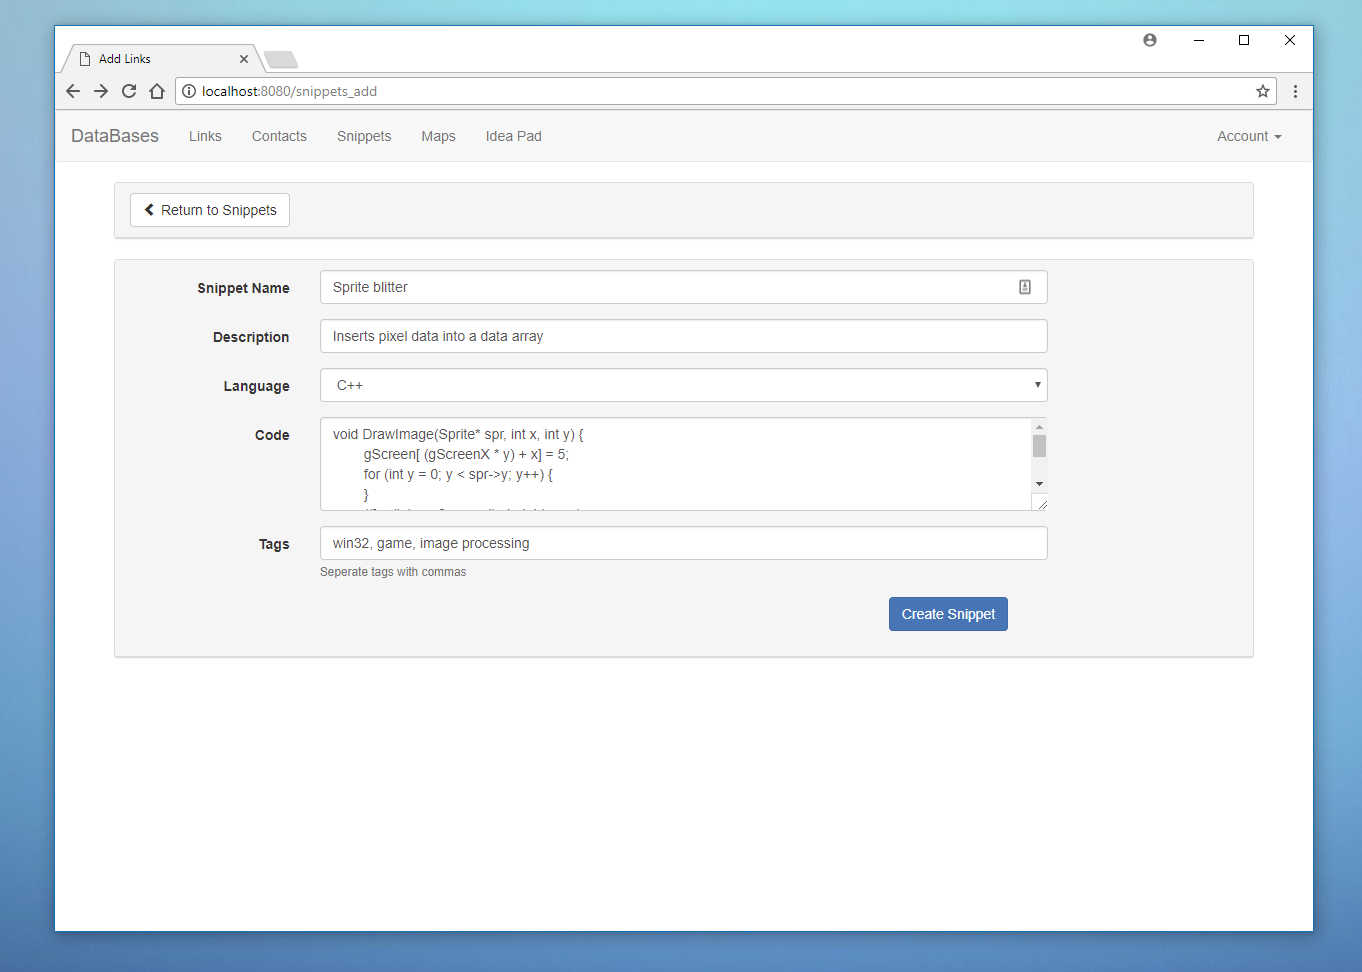 Add Links
localhost:8080/snippets_add
DataBases Links Contacts Snippets Maps Idea Pad Account
Return to Snippets
Snippet Name Sprite blitter
Description Inserts pixel data into a data array
Language C++
Code void DrawImage(Sprite* spr, int x, int y) {
gScreen[ (gScreenX * y) + x] = 5;
for (int y = 0; y < spr->y; y++) {
}
Tags win32, game, image processing
Seperate tags with commas
Create Snippet